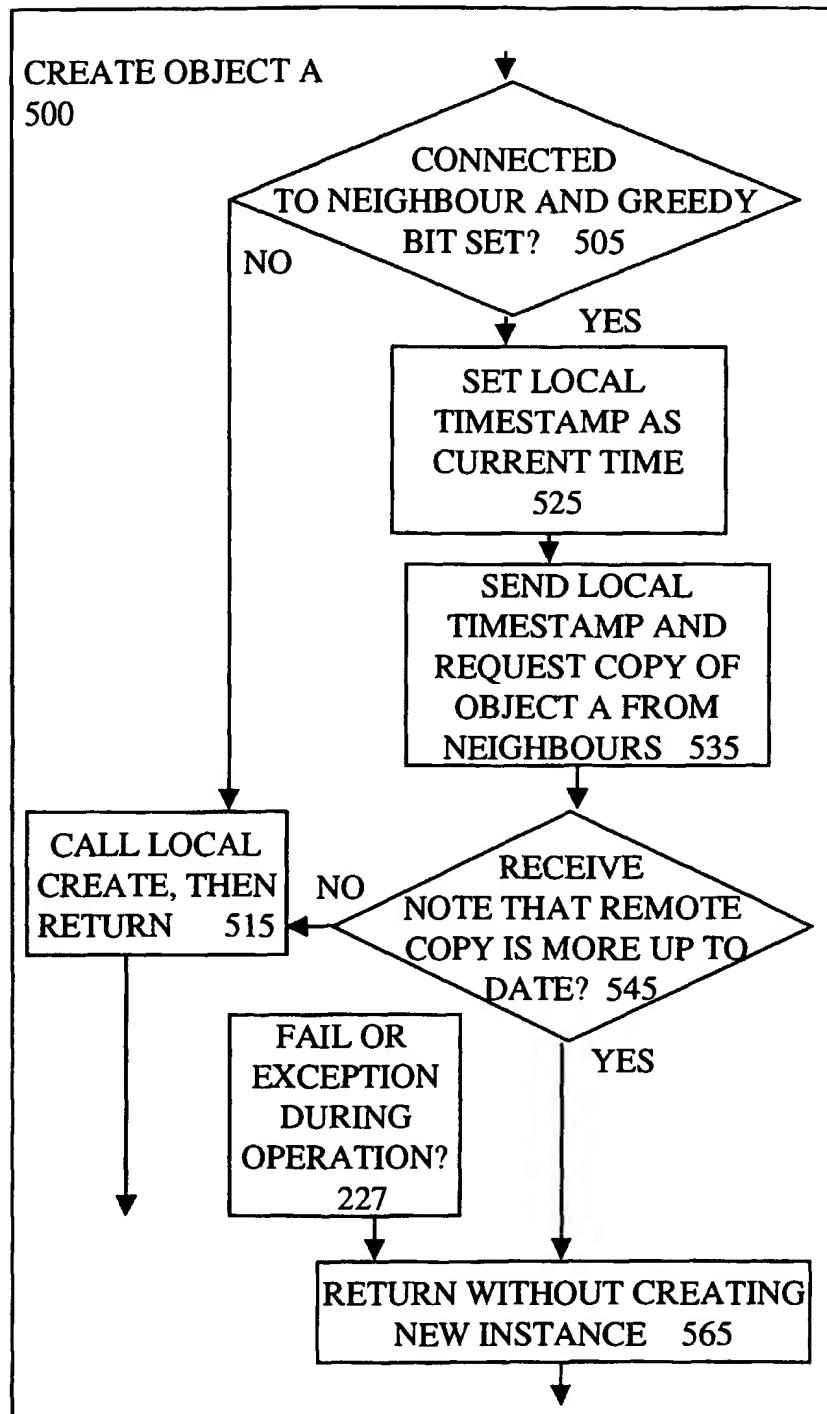 CREATE OBJECT A
500
CONNECTED
TO NEIGHBOUR AND GREEDY
BIT SET? 505
NO
YES
SET LOCAL
TIMESTAMP AS
CURRENT TIME
525
SEND LOCAL
TIMESTAMP AND
REQUEST COPY OF
OBJECT A FROM
NEIGHBOURS 535
CALL LOCAL
CREATE, THEN
RETURN 515
NO
RECEIVE
NOTE THAT REMOTE
COPY IS MORE UP TO
DATE? 545
YES
FAIL OR
EXCEPTION
DURING
OPERATION?
227
RETURN WITHOUT CREATING
NEW INSTANCE 565